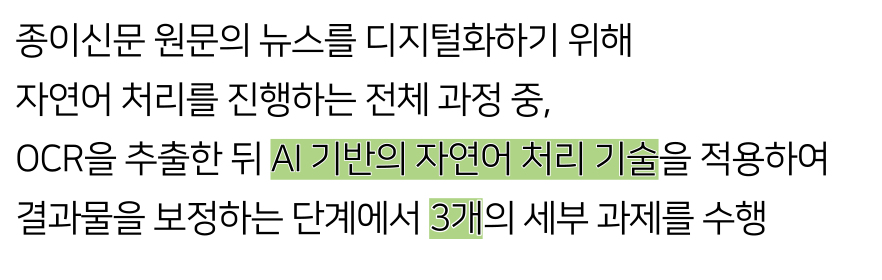 종이신문 원문의 뉴스를 디지털화하기 위해
자연어 처리를 진행하는 전체 과정 중,
OCR을 추출한 뒤 AI 기반의 자연어 처리 기술을 적용하여
결과물을 보정하는 단계에서 3개의 세부 과제를 수행